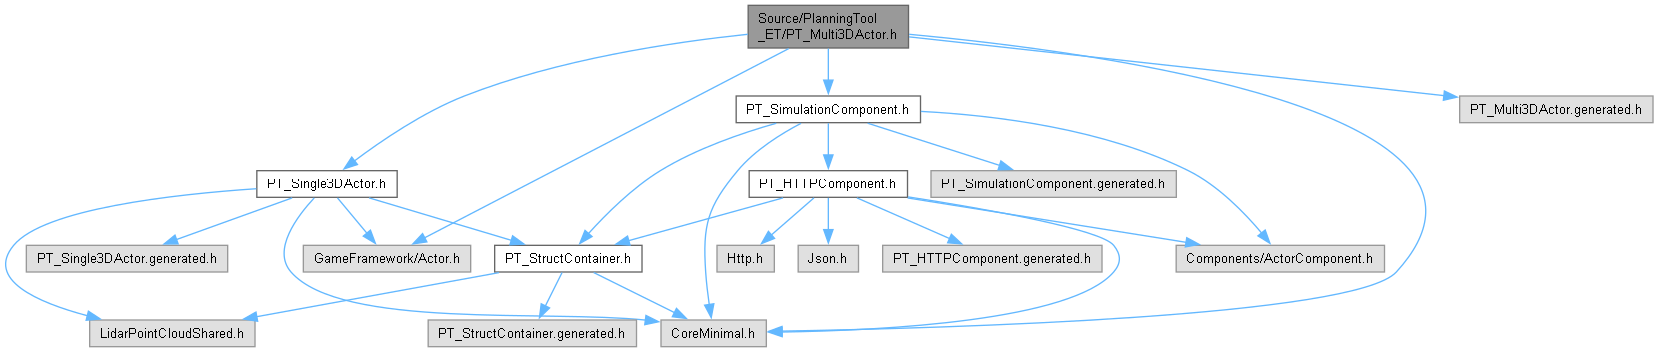 Source/PlanningTool
_ET/PT_Multi3DActor.h
PT_SimulationComponent.h
PT_Multi3DActor.generated.h
PT_Single3DActor.h
PT_HTTPComponent.h
PT_SimulationComponent.generated.h
PT_Single3DActor.generated.h
GameFramework/Actor.h
PT_StructContainer.h
Http.h
Json.h
PT_HTTPComponent.generated.h
Components/ActorComponent.h
LidarPointCloudShared.h
PT_StructContainer.generated.h
CoreMinimal.h